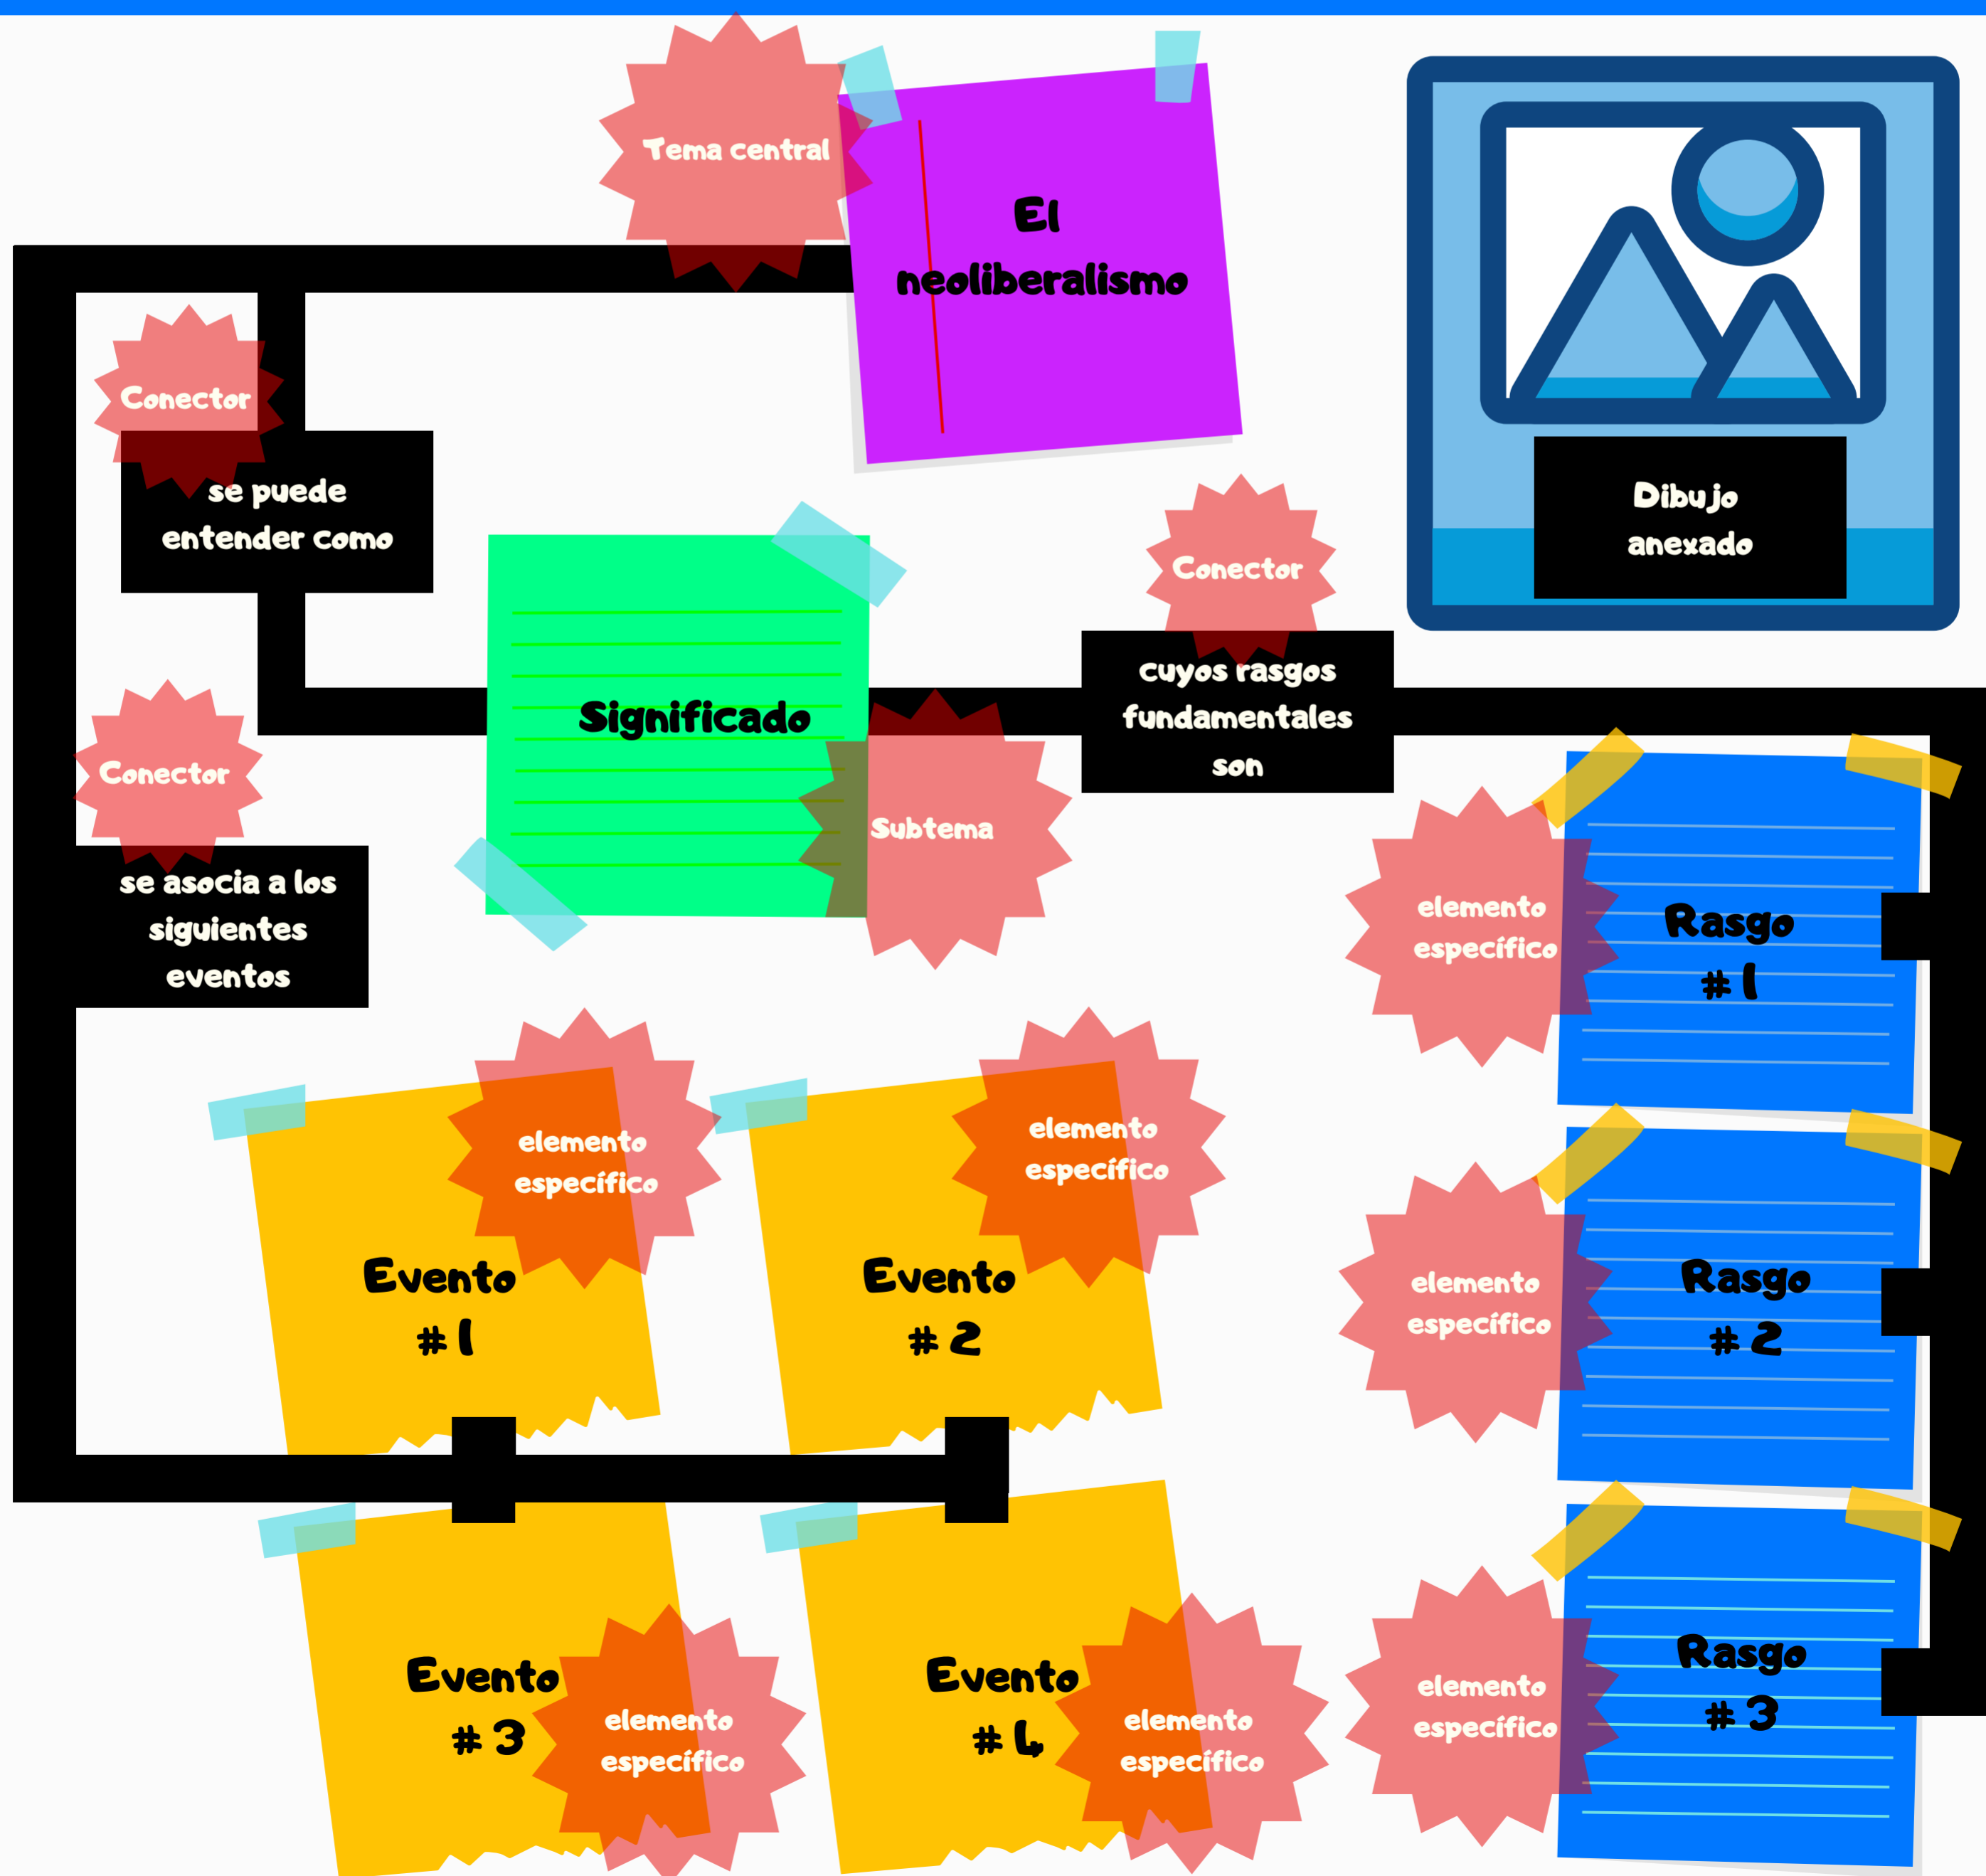 Tema central
El
neoliberalismo
Conector
se puede
entender como
Dibujo
anexado
Conector
cuyos rasgos
fundamentales
son
Significado
Subtema
Conector
se asocia a los
siguientes
eventos
elemento
específico
Rasgo
#1
elemento
específico
Evento
#1
elemento
específico
Evento
#2
elemento
específico
Rasgo
#2
Evento
#3
elemento
específico
Evento
#4
elemento
específico
elemento
específico
Rasgo
#3